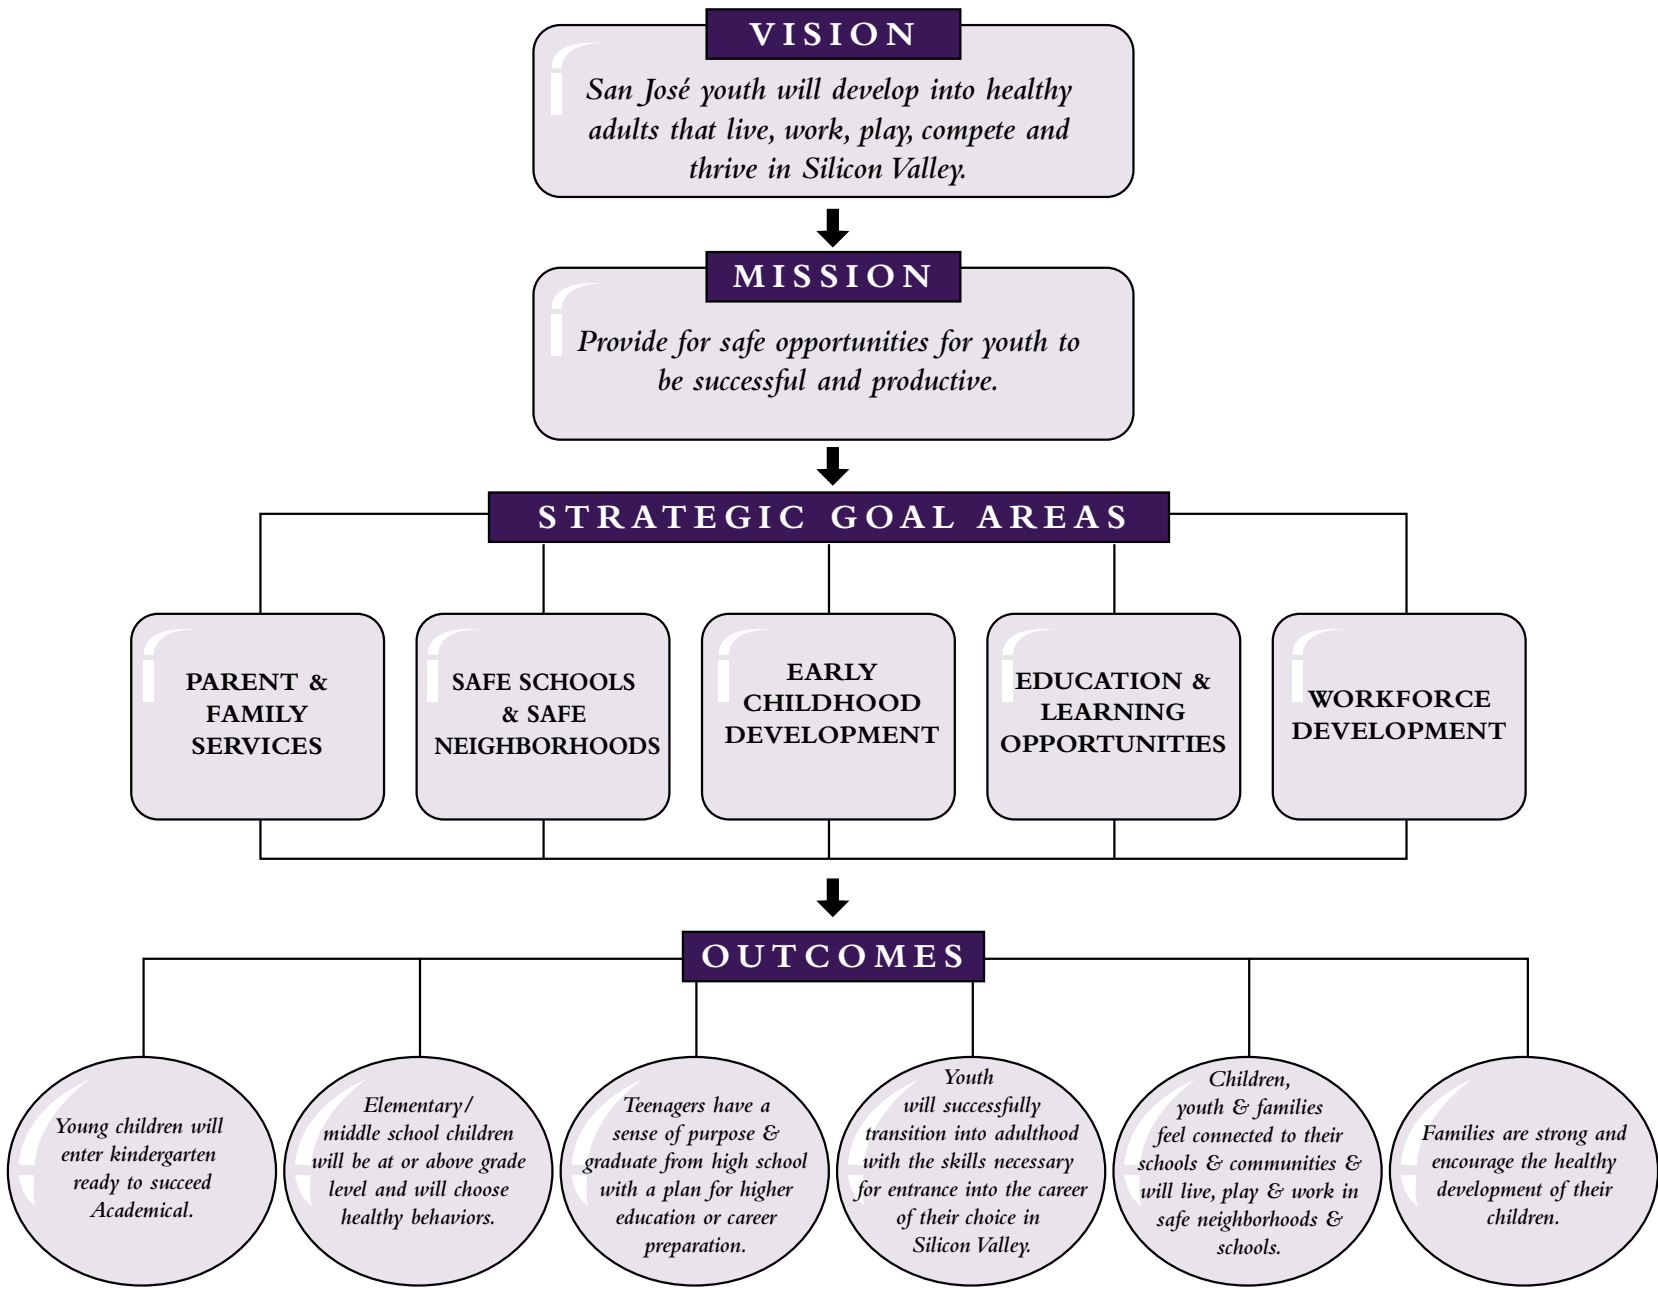 VISION
San José youth will develop into healthy
adults that live, work, play, compete and
thrive in Silicon Valley.
MISSION
Provide for safe opportunities for youth to
be successful and productive.
STRATEGIC GOAL AREAS
PARENT &
FAMILY
SERVICES
SAFE SCHOOLS
& SAFE
NEIGHBORHOODS
EARLY
CHILDHOOD
DEVELOPMENT
EDUCATION &
LEARNING
OPPORTUNITIES
WORKFORCE
DEVELOPMENT
OUTCOMES
Young children will
enter kindergarten
ready to succeed
Academical.
Elementary/
middle school children
will be at or above grade
level and will choose
healthy behaviors.
Teenagers have a
sense of purpose &
graduate from high school
with a plan for higher
education or career
preparation.
Youth
will successfully
transition into adulthood
with the skills necessary
for entrance into the career
of their choice in
Silicon Valley.
Children,
youth & families
feel connected to their
schools & communities &
will live, play & work in
safe neighborhoods &
schools.
Families are strong and
encourage the healthy
development of their
children.